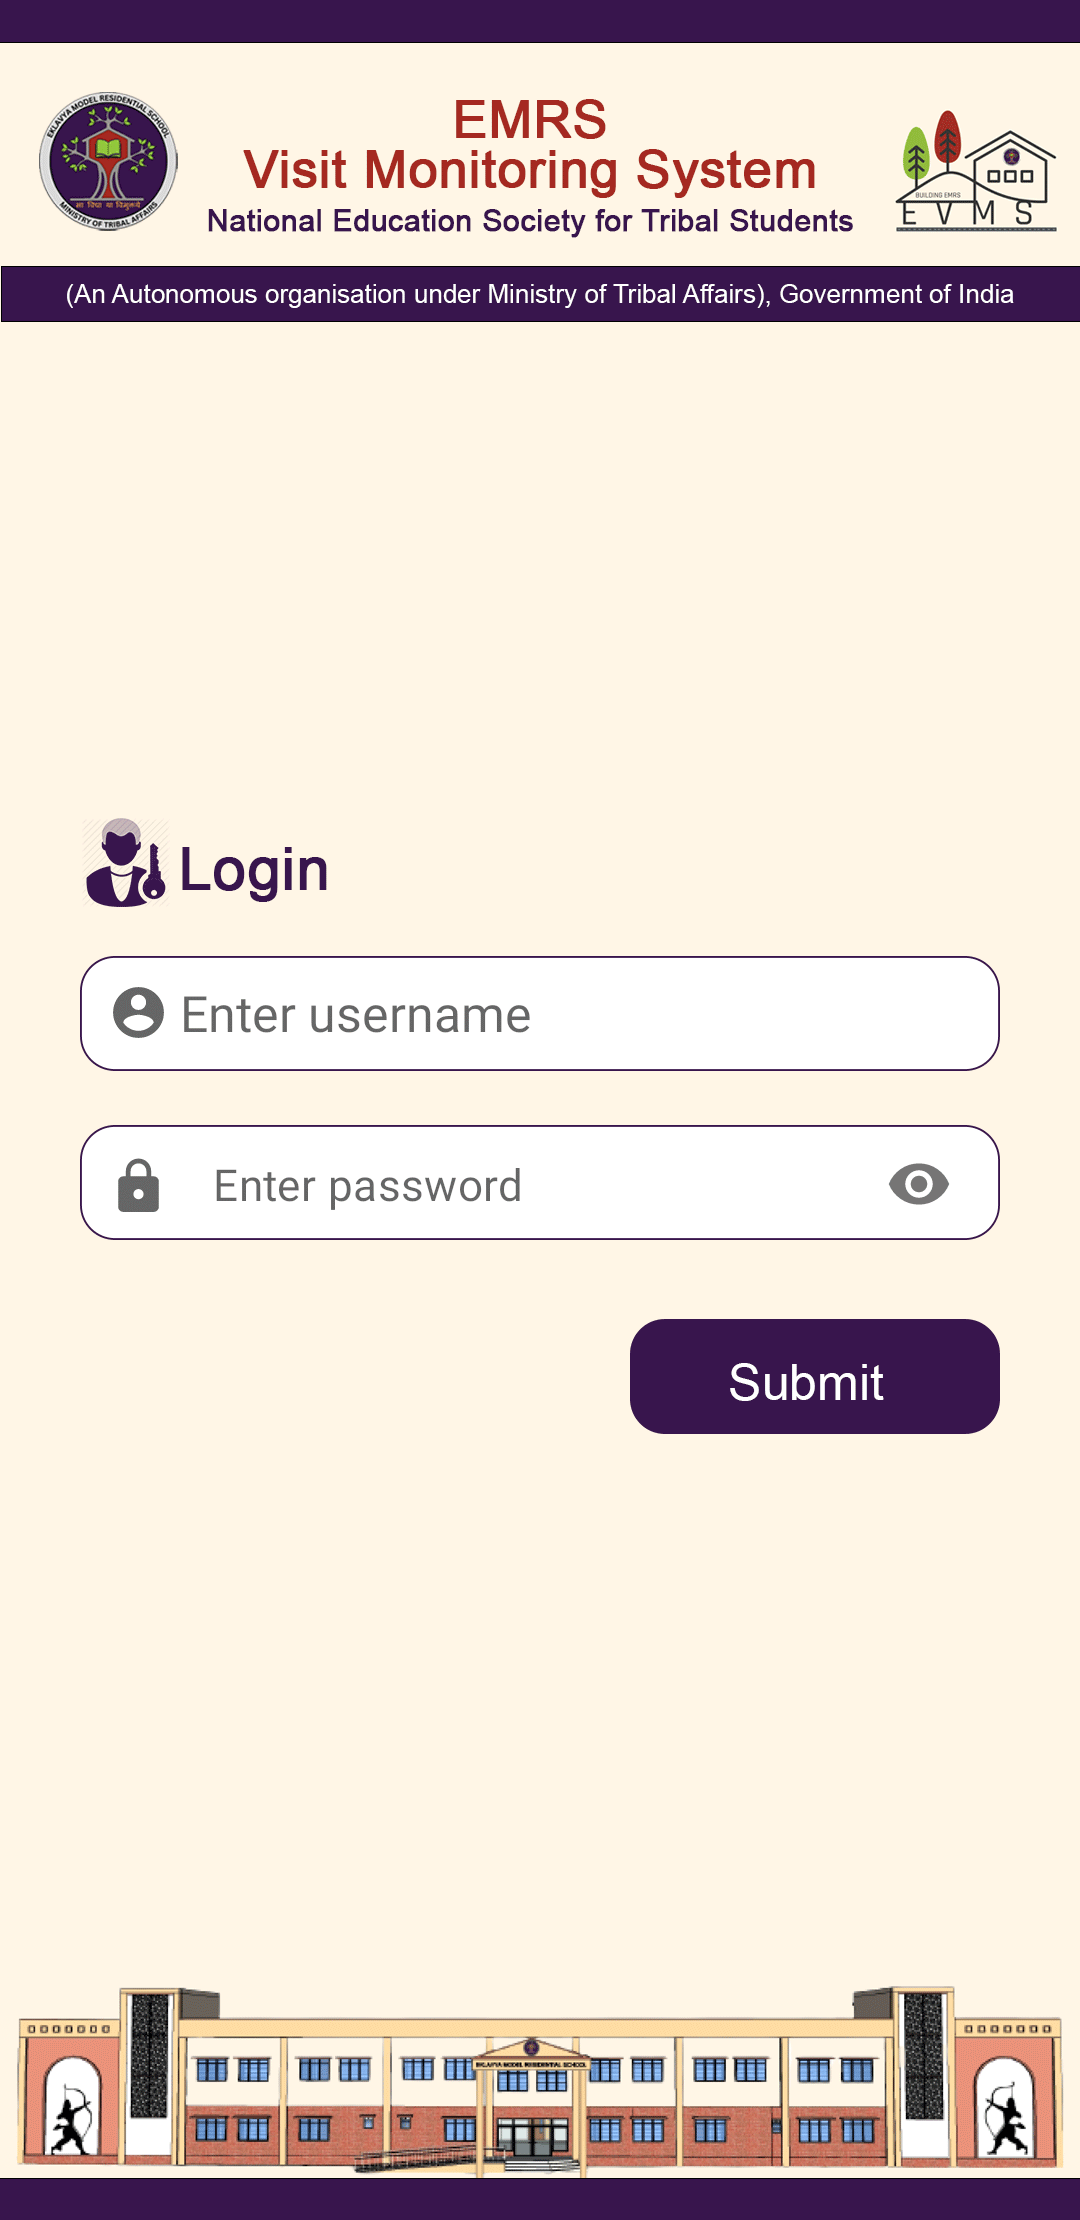 EKLAVYA MODEL RESIDENTIAL SCHOOL
सा विद्या या विमुक्तये
MINISTRY OF TRIBAL AFFAIRS
EMRS
Visit Monitoring System
National Education Society for Tribal Students
BUILDING EMRS
EVMS
(An Autonomous organisation under Ministry of Tribal Affairs), Government of India
Login
Enter username
Enter password
Submit
EKLAVYA MODEL RESIDENTIAL SCHOOL